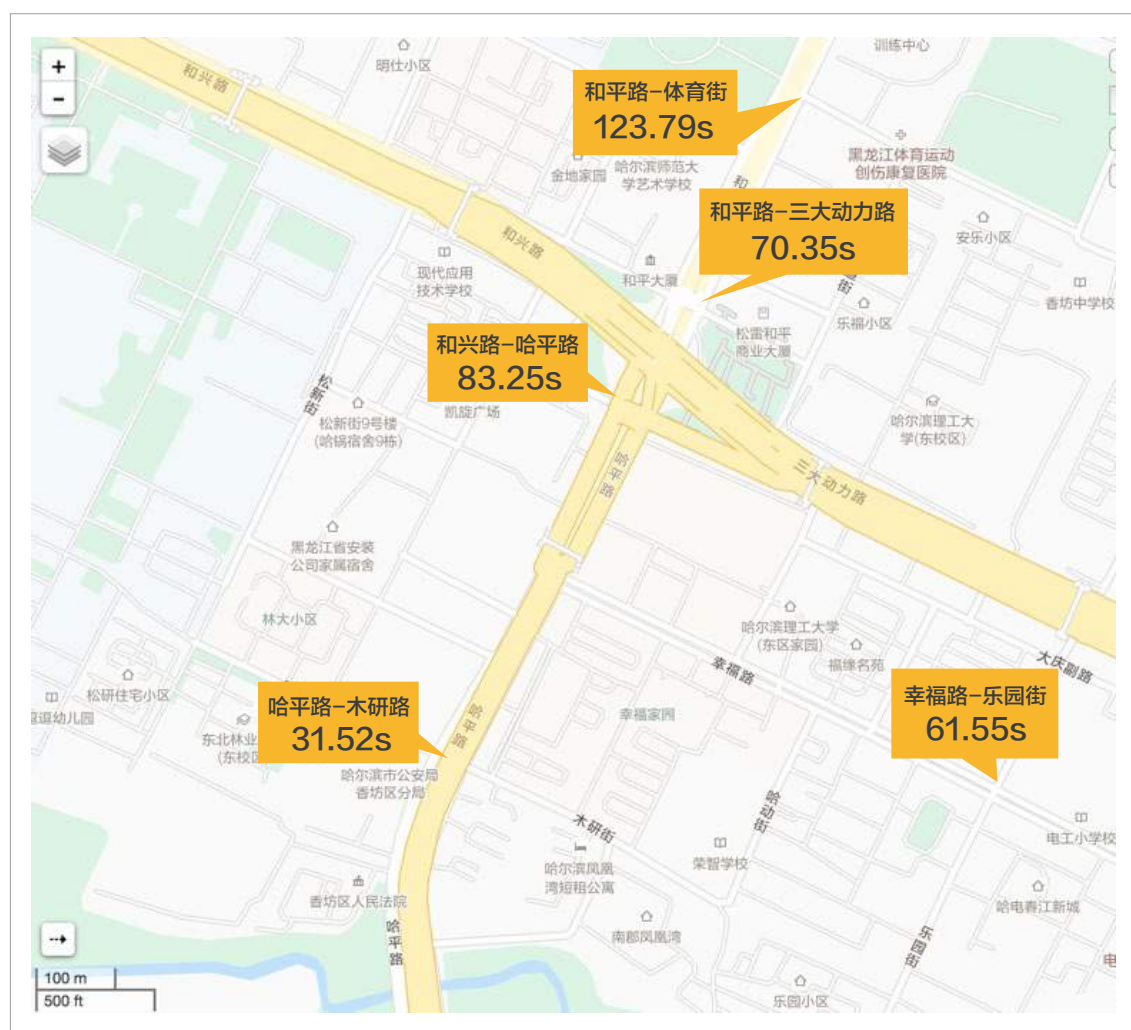 +
−
训练中心
明仕小区
和兴路
和平路–体育街
123.79s
黑龙江体育运动
创伤康复医院
哈尔滨师范大
学艺术学校
金地家园
和
和平路–三大动力路
70.35s
安乐小区
和兴路
现代应用
技术学校
和平大厦
街
香坊中学校
乐福小区
松雷和平
商业大厦
和兴路–哈平路
83.25s
凯旋广场
松新街
松新街9号楼
(哈锅宿舍9栋)
哈尔滨理工大
学(东校区)
哈平路
三大动力路
黑龙江省安装
公司家属宿舍
林大小区
哈尔滨理工大学
(东区家园)
福缘名苑
大庆副路
幸福路
松研住宅小区
幼儿园
哈平路–木研路
31.52s
哈平路
幸福家园
幸福路–乐园街
61.55s
东北林业
(东校区
哈尔滨市公安局
香坊区分局
木研街
哈动街
电工小学校
荣智学校
哈尔滨凤凰
湾短租公寓
香坊区人民法院
哈电春江新城
哈平路
南郡凤凰湾
乐园街
电
乐园小区
100 m
500 ft